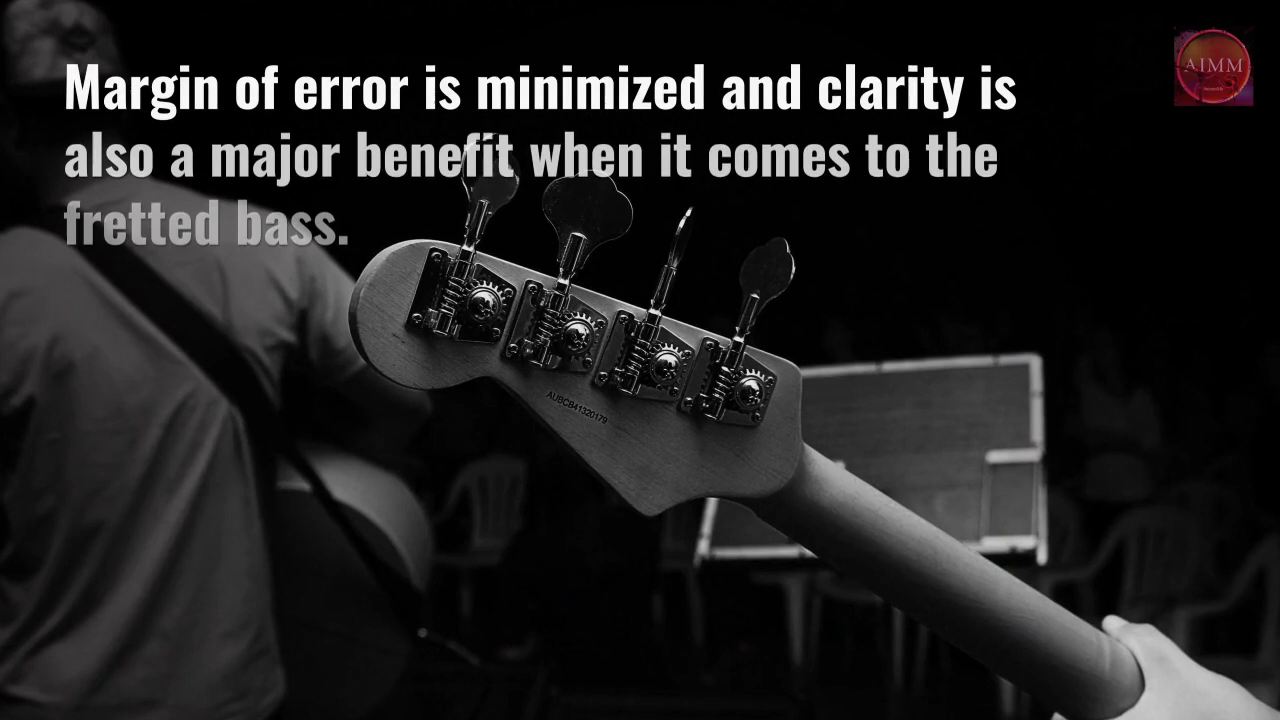 Margin of error is minimized and clarity is
also a major benefit when it comes to the
fretted bass.
AIMM
AUBCB41320179